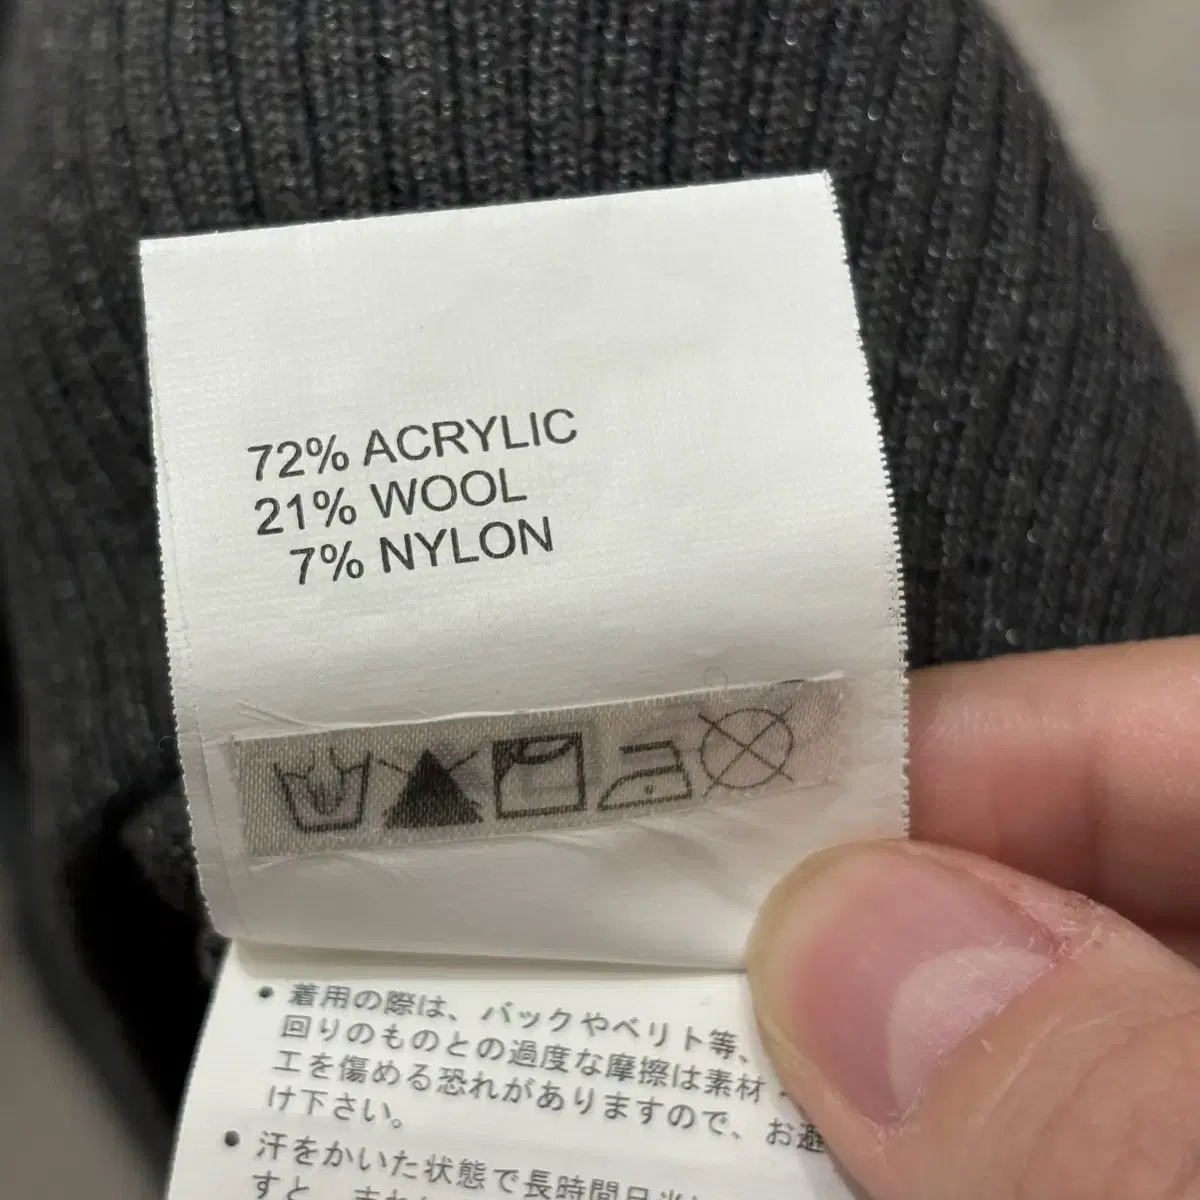 72% ACRYLIC
21% WOOL
7% NYLON
• 着用の際は、バックやベリト等、
回りのものとの過度な摩擦は素材
工を傷める恐れがありますので、お避
け下さい。
• 汗をかいた状態で長時間日光
すと、